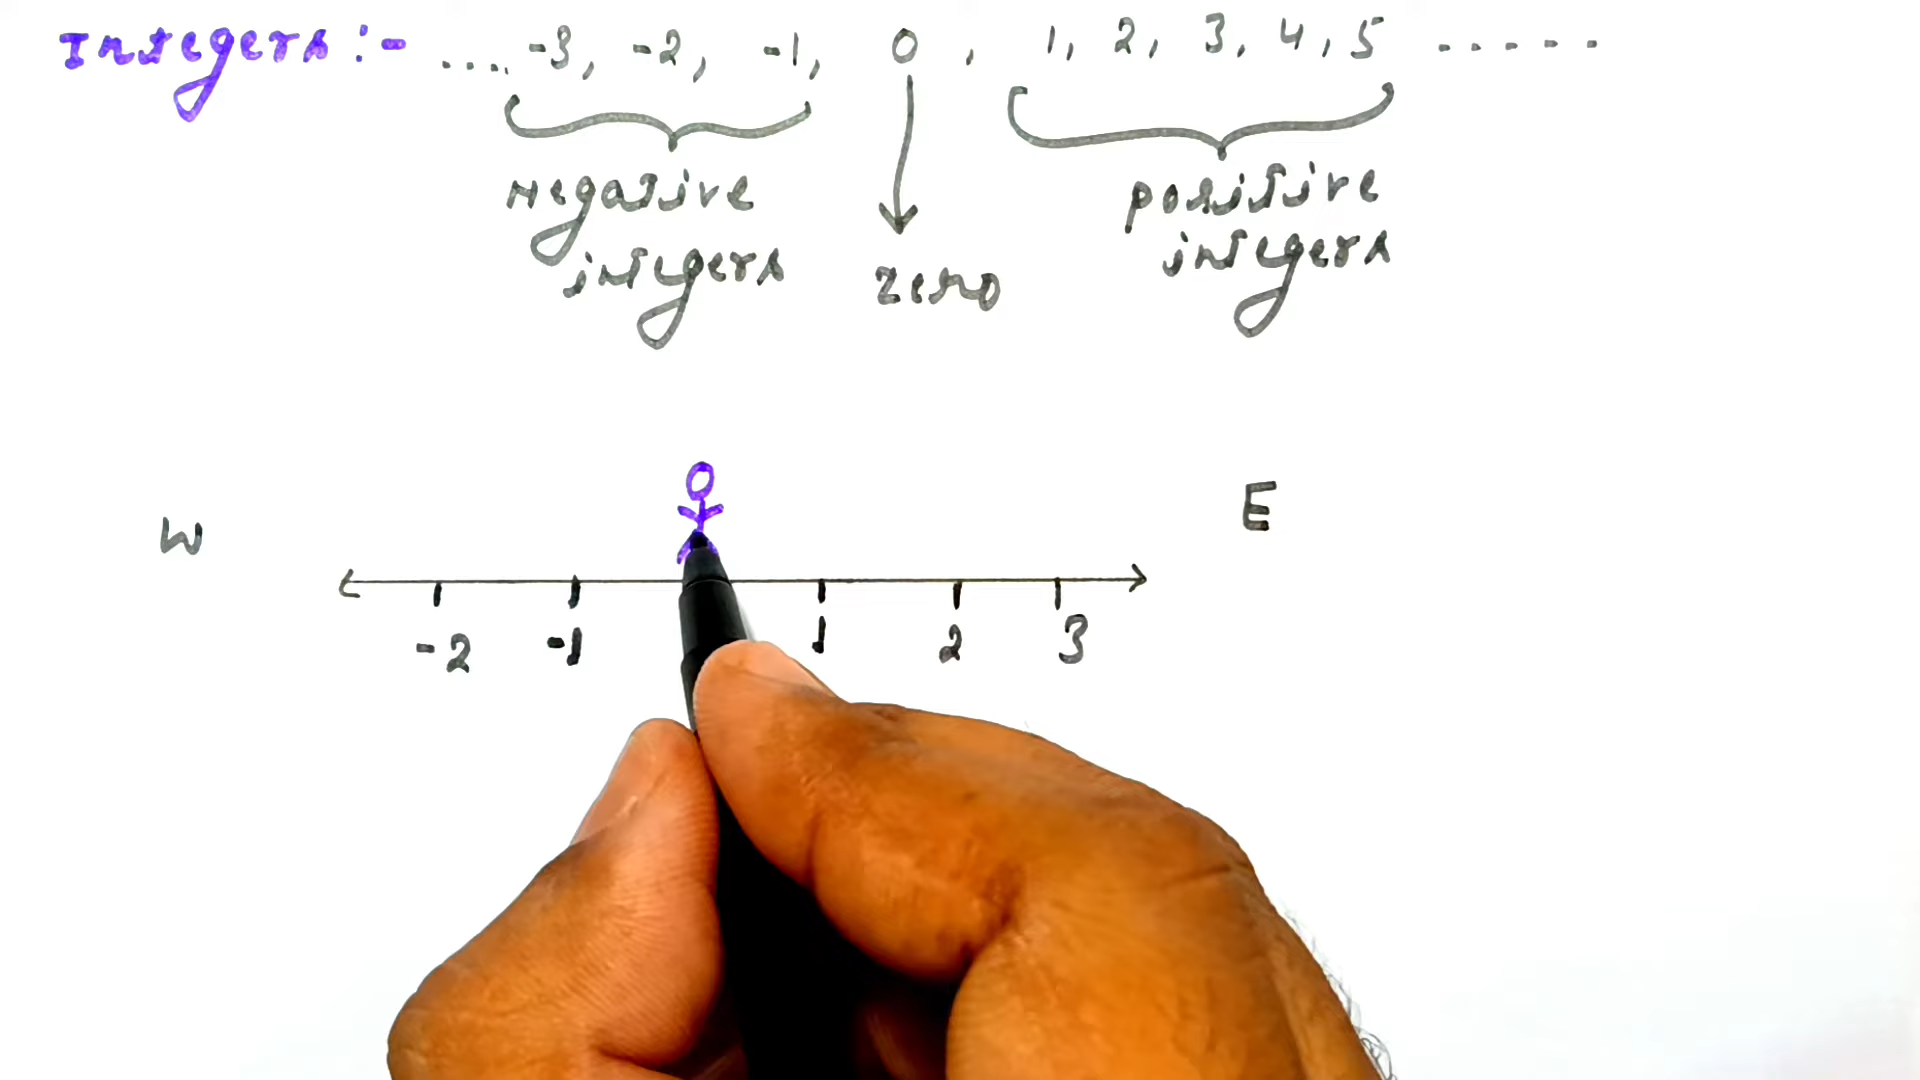 Integers :- .... -3, -2, -1, 0, 1, 2, 3, 4, 5 .....
Negative integers
zero
positive integers
W
E
-2 -1 1 2 3